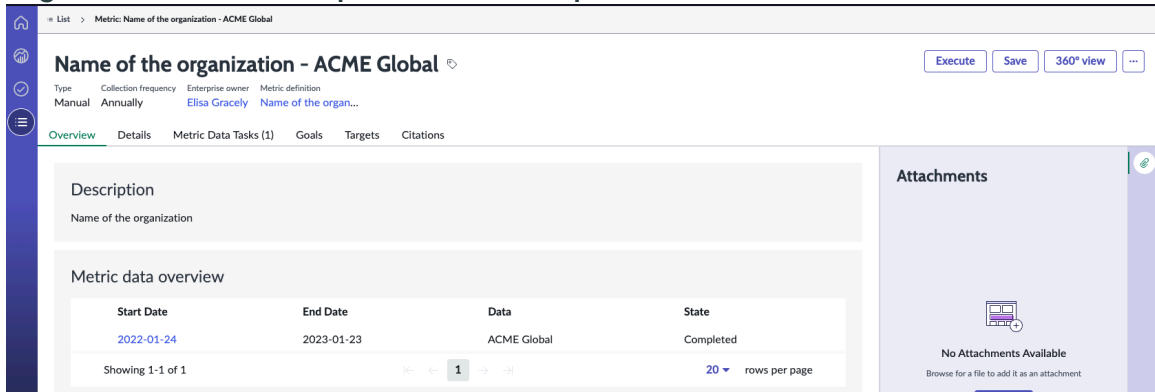 List > Metric: Name of the organization - ACME Global
Name of the organization - ACME Global
Execute
Save
360° view
...
Type Collection frequency Enterprise owner Metric definition
Manual Annually Elisa Gracely Name of the organ...
Overview Details Metric Data Tasks (1) Goals Targets Citations
Attachments
Description
Name of the organization
Metric data overview
Start Date End Date Data State
2022-01-24 2023-01-23 ACME Global Completed
Showing 1-1 of 1 1 20 rows per page
No Attachments Available
Browse for a file to add it as an attachment